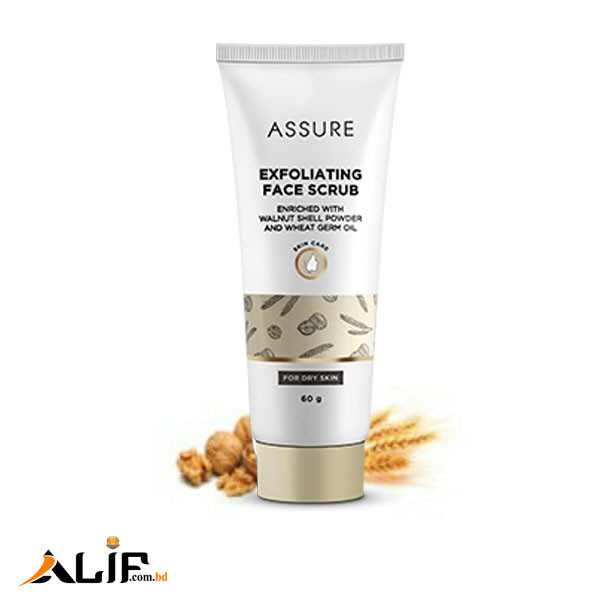 ASSURE
EXFOLIATING
FACE SCRUB
ENRICHED WITH
WALNUT SHELL POWDER
AND WHEAT GERM OIL
SKIN CARE
FOR DRY SKIN
60 g
ALIF.com.bd